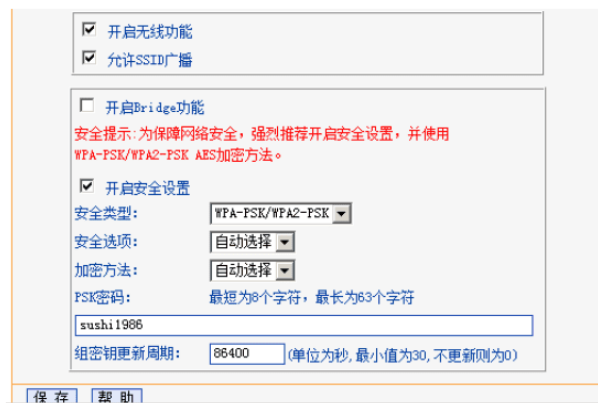 开启无线功能
允许SSID广播
开启Bridge功能
安全提示:为保障网络安全，强烈推荐开启安全设置，并使用
WPA-PSK/WPA2-PSK AES加密方法。
开启安全设置
安全类型： WPA-PSK/WPA2-PSK
安全选项： 自动选择
加密方法： 自动选择
PSK密码： 最短为8个字符，最长为63个字符
sushi1986
组密钥更新周期： 86400 (单位为秒,最小值为30,不更新则为0)
保 存 帮 助